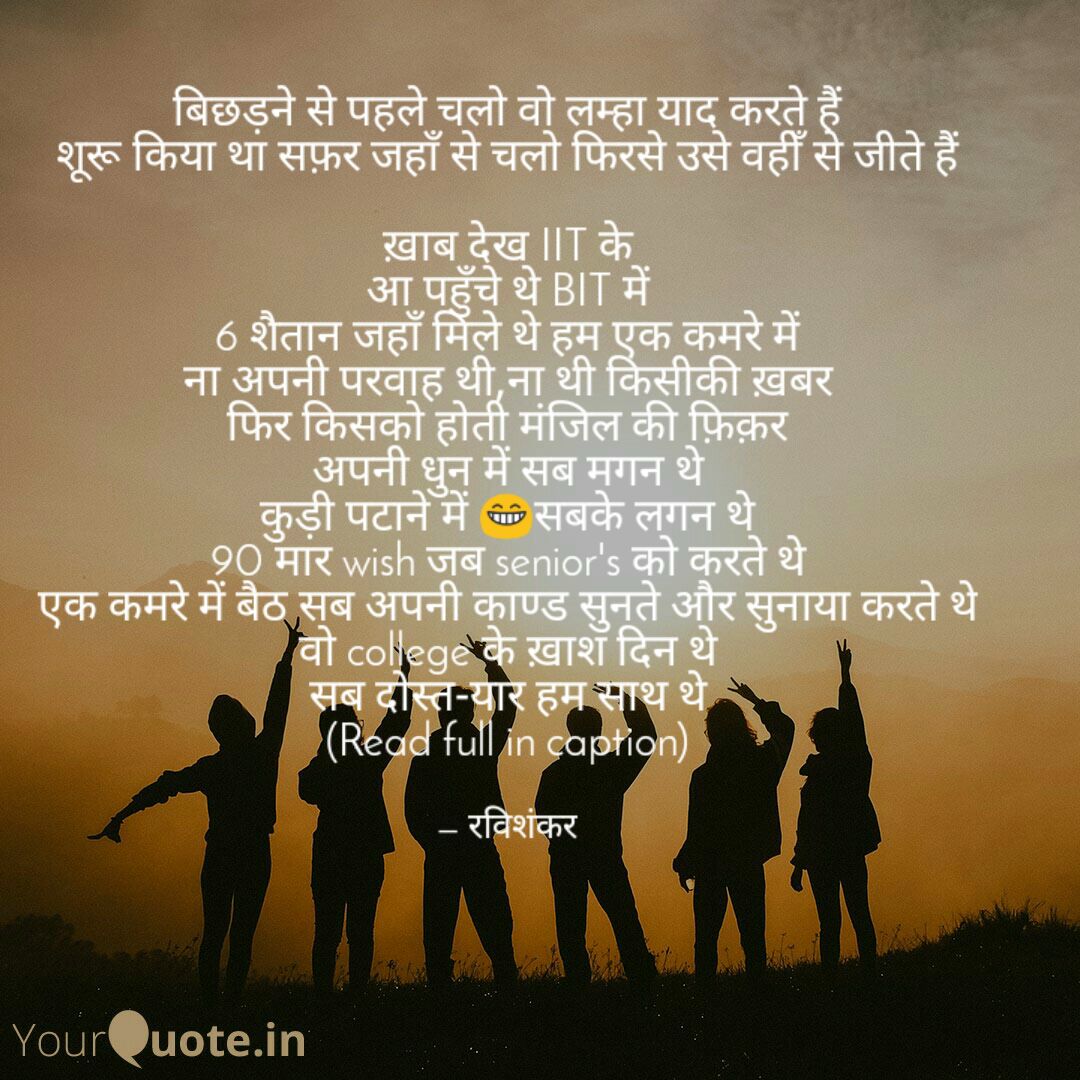 बिछड़ने से पहले चलो वो लम्हा याद करते हैं
शूरू किया था सफ़र जहाँ से चलो फिरसे उसे वहीँ से जीते हैं
ख़ाब देख IIT के
आ पहुँचे थे BIT में
6 शैतान जहाँ मिले थे हम एक कमरे में
ना अपनी परवाह थी,ना थी किसीकी ख़बर
फिर किसको होती मंजिल की फ़िक़र
अपनी धुन में सब मगन थे
कुड़ी पटाने में 😁सबके लगन थे
90 मार wish जब senior's को करते थे
एक कमरे में बैठ सब अपनी काण्ड सुनते और सुनाया करते थे
वो college के ख़ाश दिन थे
सब दोस्त-यार हम साथ थे
(Read full in caption)
– रविशंकर
YourQuote.in